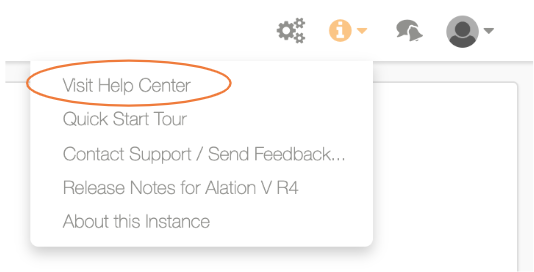 Visit Help Center
Quick Start Tour
Contact Support / Send Feedback...
Release Notes for Alation V R4
About this Instance